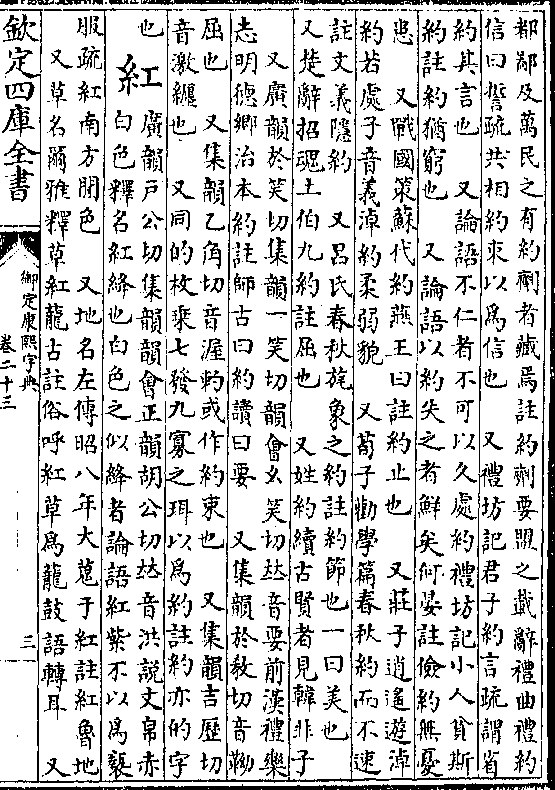 都鄙及萬民之有約劑者藏焉註約劑要盟之載辭禮曲禮約
信曰誓疏共相約束以爲信也　又禮坊記君子約言疏謂省
約其言也　又論語不仁者不可以久處約禮坊記小人貧斯
約註約猶窮也　又論語以約失之者鮮矣何晏註儉約無憂
患　又戰國策蘇代約燕王曰註約止也　又莊子逍遙遊淖
約若處子音義淖約柔弱貌　又荀子勸學篇春秋約而不速
註文義隱約　又呂氏春秋旄象之約註約節也一曰美也
又楚辭招魂土伯九約註屈也　又姓約續古賢者見韓非子
又廣韻於笑切集韻一笑切韻會幺笑切𠀤音要前漢禮樂
志明德鄉治本約註師古曰約讀曰要　又集韻於敎切音靿
屈也　又集韻乙角切音渥箹或作約束也　又集韻吉歷切
音激纏也　又同的枚乗七發九寡之珥以爲約註約亦的字
也　紅　廣韻戸公切集韻韻會正韻胡公切𠀤音洪說文帛赤
白色釋名紅絳也白色之似絳者論語紅紫不以爲褻
服疏紅南方閒色　又地名左傳昭八年大蒐于紅註紅魯地
又草名爾雅釋草紅蘢古註俗呼紅草爲蘢鼓語轉耳　又
欽定四庫全書
御定康熙字典
卷二十三
三